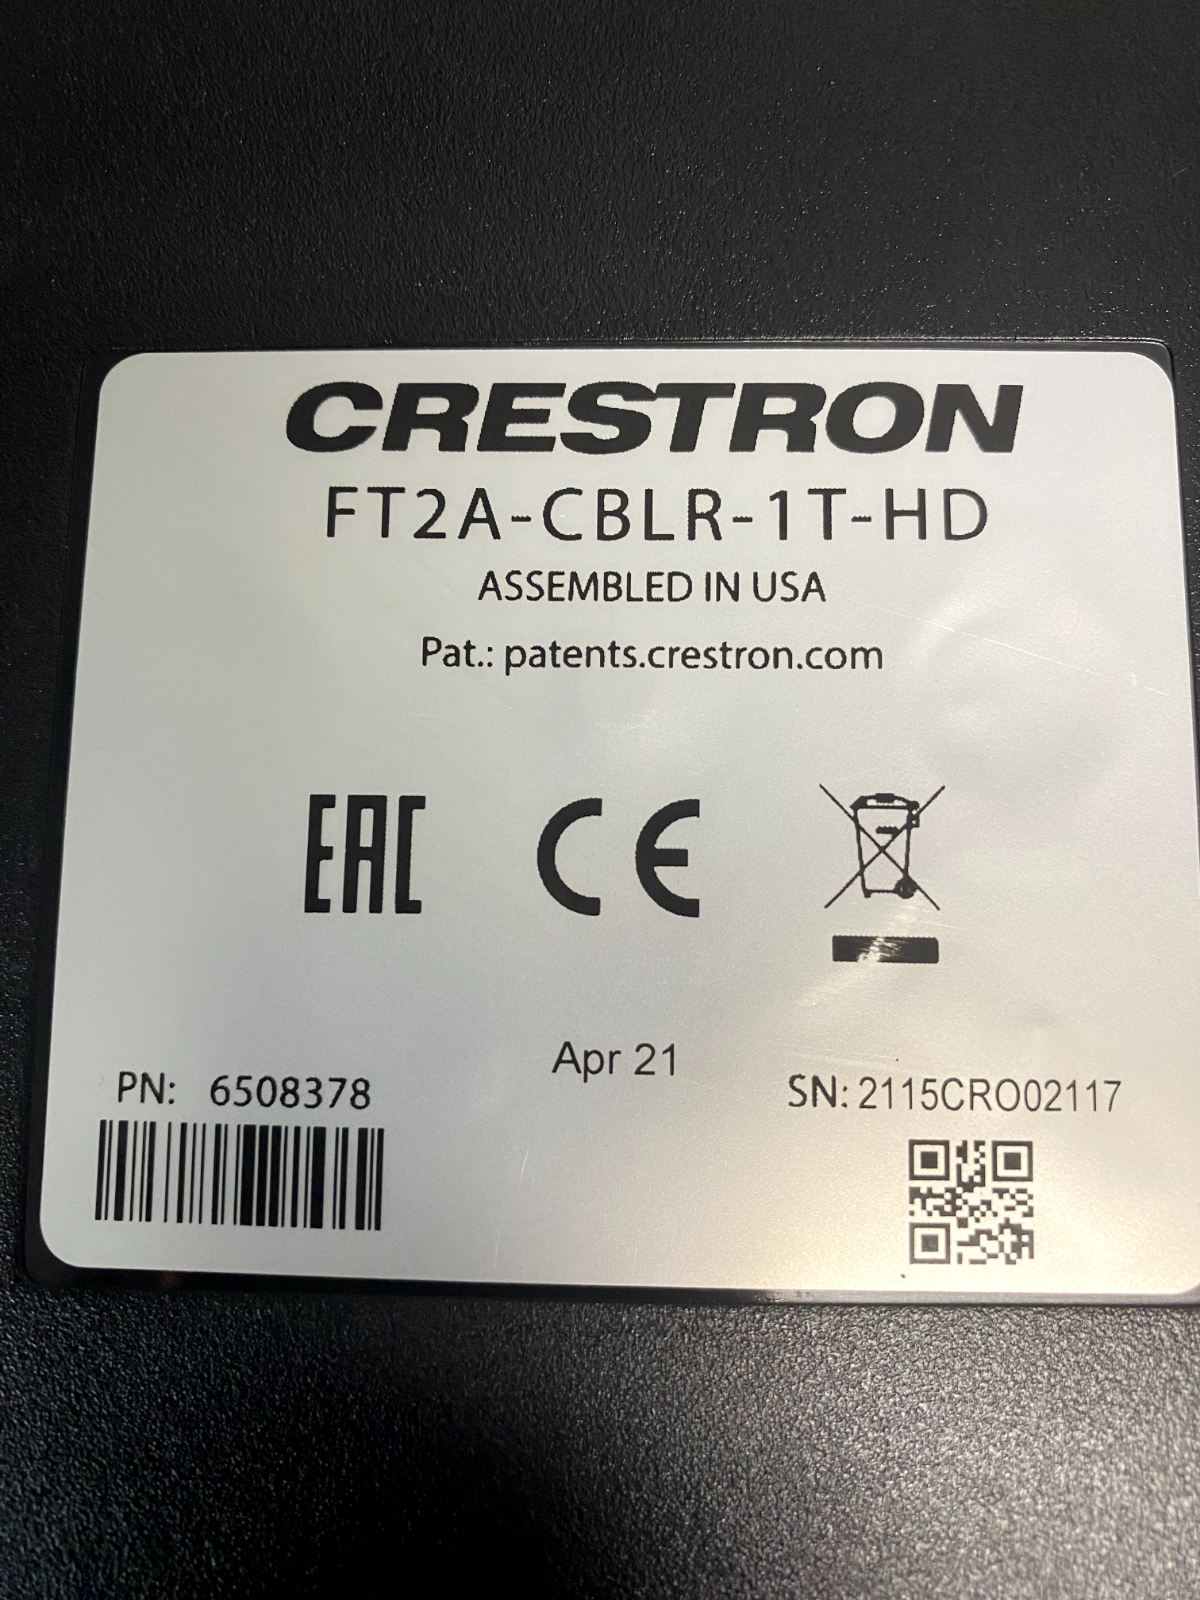 CRESTRON
FT2A-CBLR-1T-HD
ASSEMBLED IN USA
Pat.: patents.crestron.com
EAC CE
Apr 21
PN: 6508378
SN: 2115CRO02117